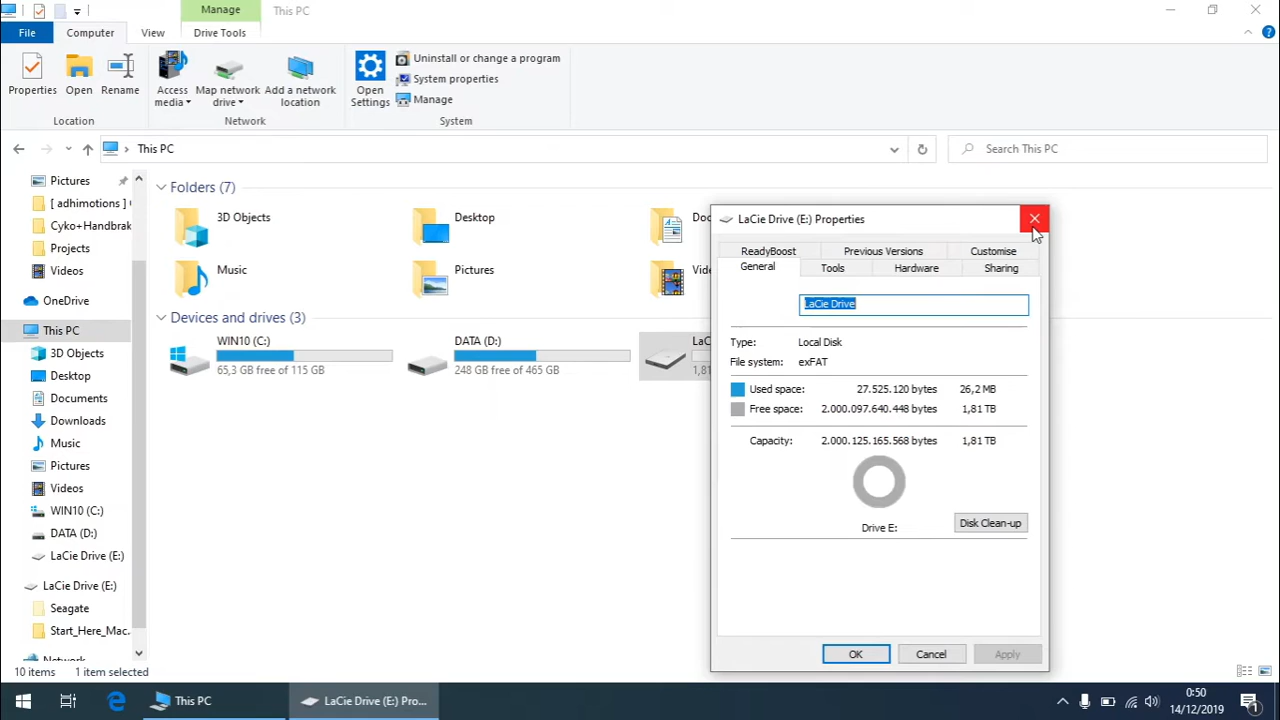 Manage
This PC
File
Computer
View
Drive Tools
Properties
Open
Rename
Access media
Map network drive
Add a network location
Open Settings
Uninstall or change a program
System properties
Manage
Location
Network
System
This PC
Search This PC
Pictures
[ adhimotions ]
Cyko+Handbrak
Projects
Videos
OneDrive
This PC
3D Objects
Desktop
Documents
Downloads
Music
Pictures
Videos
WIN10 (C:)
DATA (D:)
LaCie Drive (E:)
LaCie Drive (E:)
Seagate
Start_Here_Mac.
Folders (7)
3D Objects
Desktop
Doc
Music
Pictures
Vide
Devices and drives (3)
WIN10 (C:)
65,3 GB free of 115 GB
DATA (D:)
248 GB free of 465 GB
LaC
1,81
LaCie Drive (E:) Properties
ReadyBoost
Previous Versions
Customise
General
Tools
Hardware
Sharing
LaCie Drive
Type: Local Disk
File system: exFAT
Used space: 27.525.120 bytes 26,2 MB
Free space: 2.000.097.640.448 bytes 1,81 TB
Capacity: 2.000.125.165.568 bytes 1,81 TB
Drive E:
Disk Clean-up
OK
Cancel
Apply
10 items
1 item selected
This PC
LaCie Drive (E:) Pro...
0:50
14/12/2019
1